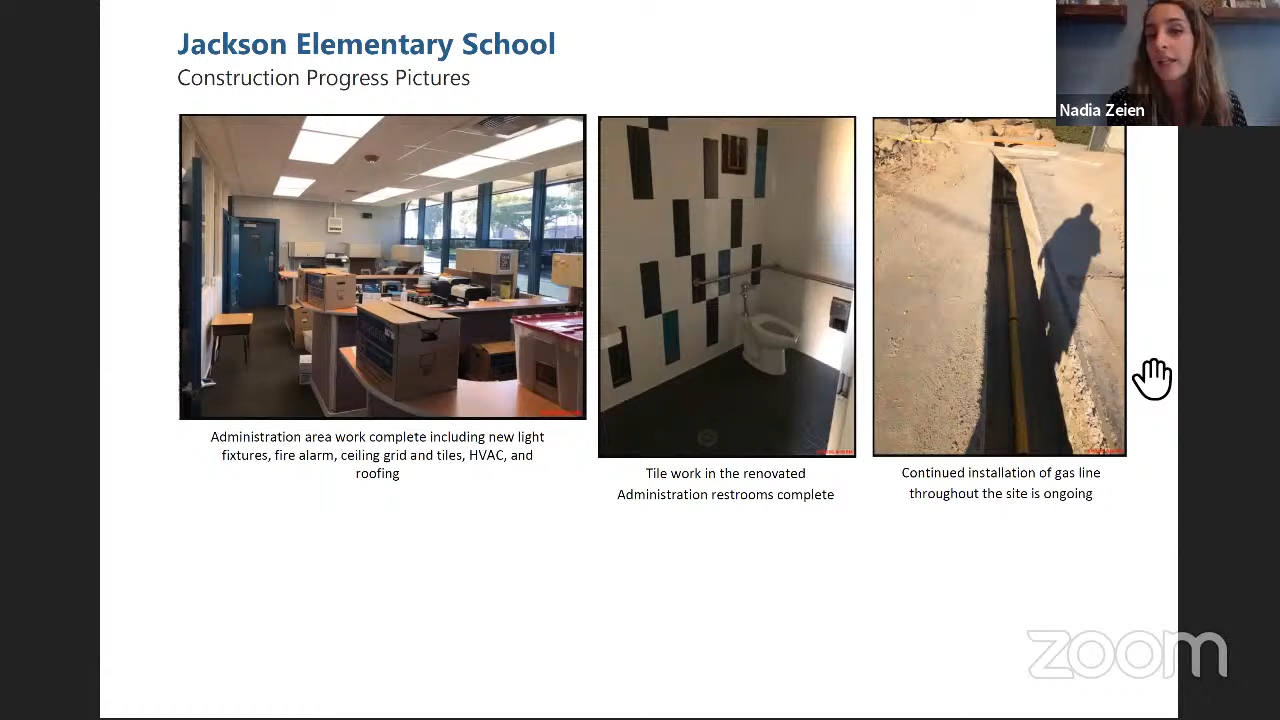 Jackson Elementary School
Construction Progress Pictures
Nadia Zeien
Administration area work complete including new light
fixtures, fire alarm, ceiling grid and tiles, HVAC, and
roofing
Tile work in the renovated
Administration restrooms complete
Continued installation of gas line
throughout the site is ongoing
zoom